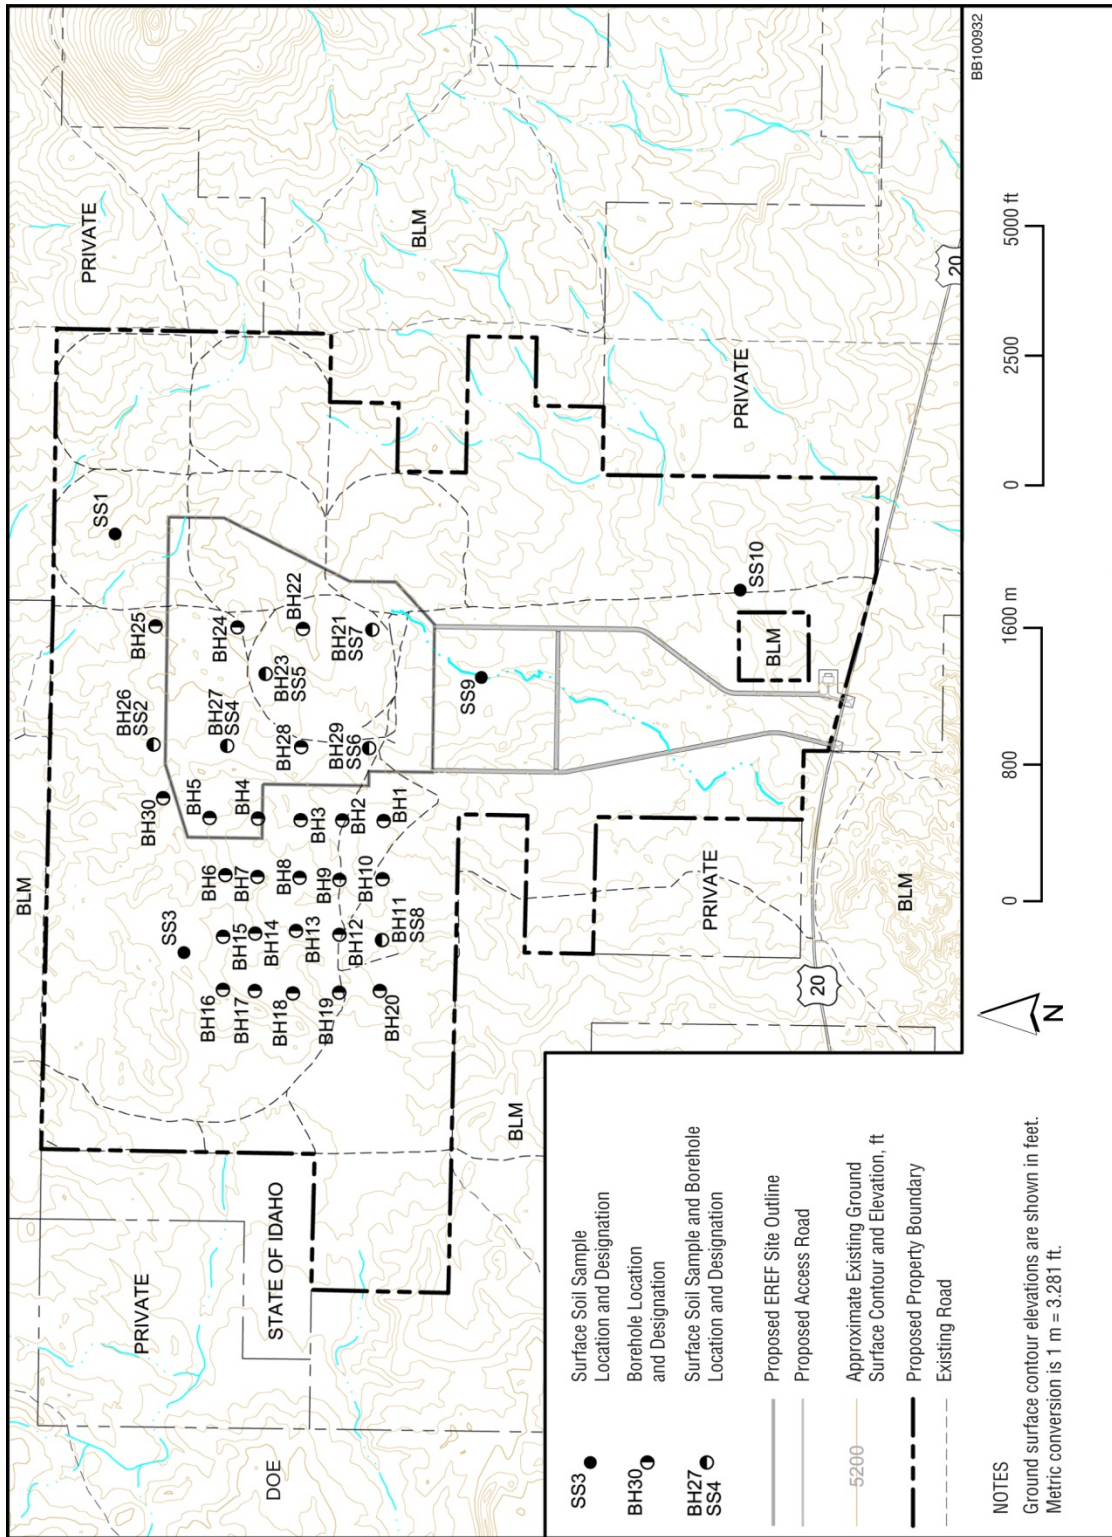 BLM
PRIVATE
PRIVATE
SS1
BH25
BH26
SS2
BH30
SS3
BH24
BH27
SS4
BH5
BH6
BH15
BH16
BH4
BH7
BH14
BH17
BH23
SS5
BH22
BH28
BH3
BH8
BH13
BH18
STATE OF IDAHO
DOE
BH21
SS7
BH29
SS6
BH2
BH9
BH12
BH19
BH1
BH10
BH11
SS8
BH20
BLM
SS9
BLM
PRIVATE
PRIVATE
SS10
BLM
20
20
BLM
SS3
Surface Soil Sample
Location and Designation
BH30
Borehole Location
and Designation
BH27
SS4
Surface Soil Sample and Borehole
Location and Designation
Proposed EREF Site Outline
Proposed Access Road
5200
Approximate Existing Ground
Surface Contour and Elevation, ft
Proposed Property Boundary
Existing Road
NOTES
Ground surface contour elevations are shown in feet.
Metric conversion is 1 m = 3.281 ft.
N
0 800 1600 m
0 2500 5000 ft
BB100932